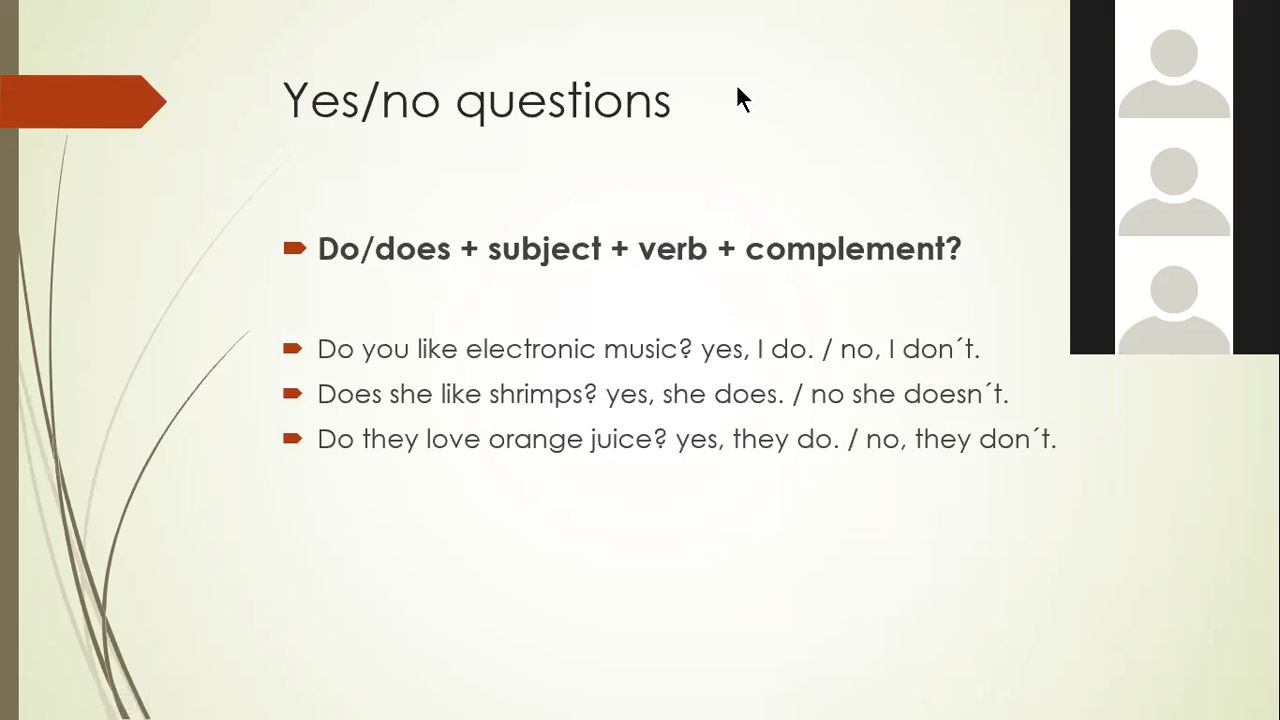 Yes/no questions
Do/does + subject + verb + complement?
Do you like electronic music? yes, I do. / no, I don´t.
Does she like shrimps? yes, she does. / no she doesn´t.
Do they love orange juice? yes, they do. / no, they don´t.